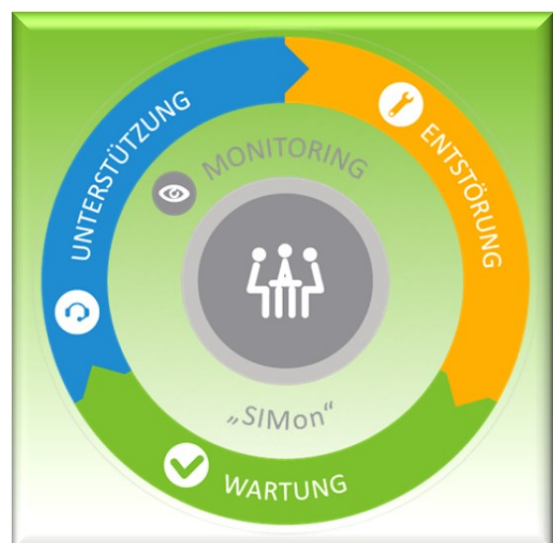 UNTERSTÜTZUNG
ENTSTÖRUNG
MONITORING
„SIMon“
WARTUNG